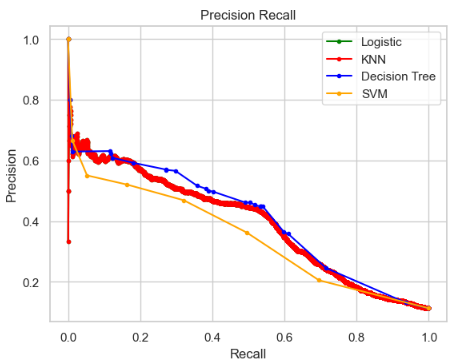 Precision Recall
Logistic
KNN
Decision Tree
SVM
Precision
1.0
0.8
0.6
0.4
0.2
0.0 0.2 0.4 0.6 0.8 1.0
Recall